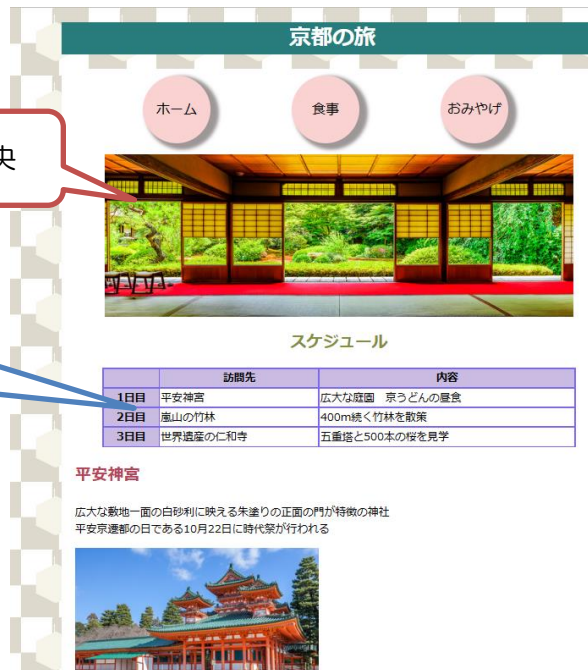 京都の旅
ホーム 食事 おみやげ
央
スケジュール
訪問先 内容
1日目 平安神宮 広大な庭園　京うどんの昼食
2日目 嵐山の竹林 400m続く竹林を散策
3日目 世界遺産の仁和寺 五重塔と500本の桜を見学
平安神宮
広大な敷地一面の白砂利に映える朱塗りの正面の門が特徴の神社
平安京遷都の日である10月22日に時代祭が行われる